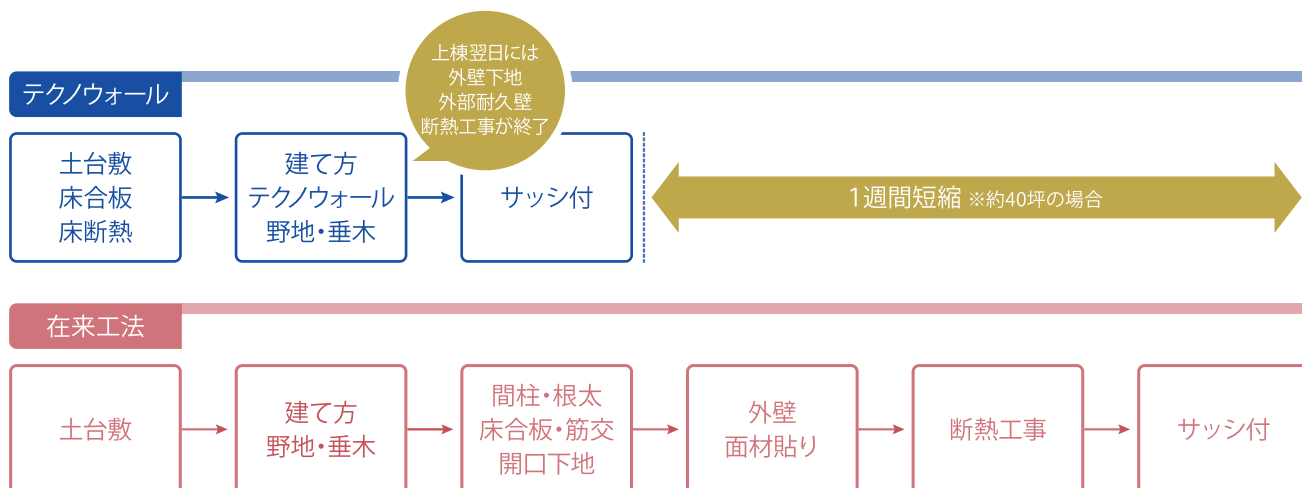 上棟翌日には
外壁下地
外部耐久壁
断熱工事が終了
テクノウォール
土台敷
床合板
床断熱
建て方
テクノウォール
野地・垂木
サッシ付
1週間短縮 ※約40坪の場合
在来工法
土台敷
建て方
野地・垂木
間柱・根太
床合板・筋交
開口下地
外壁
面材貼り
断熱工事
サッシ付